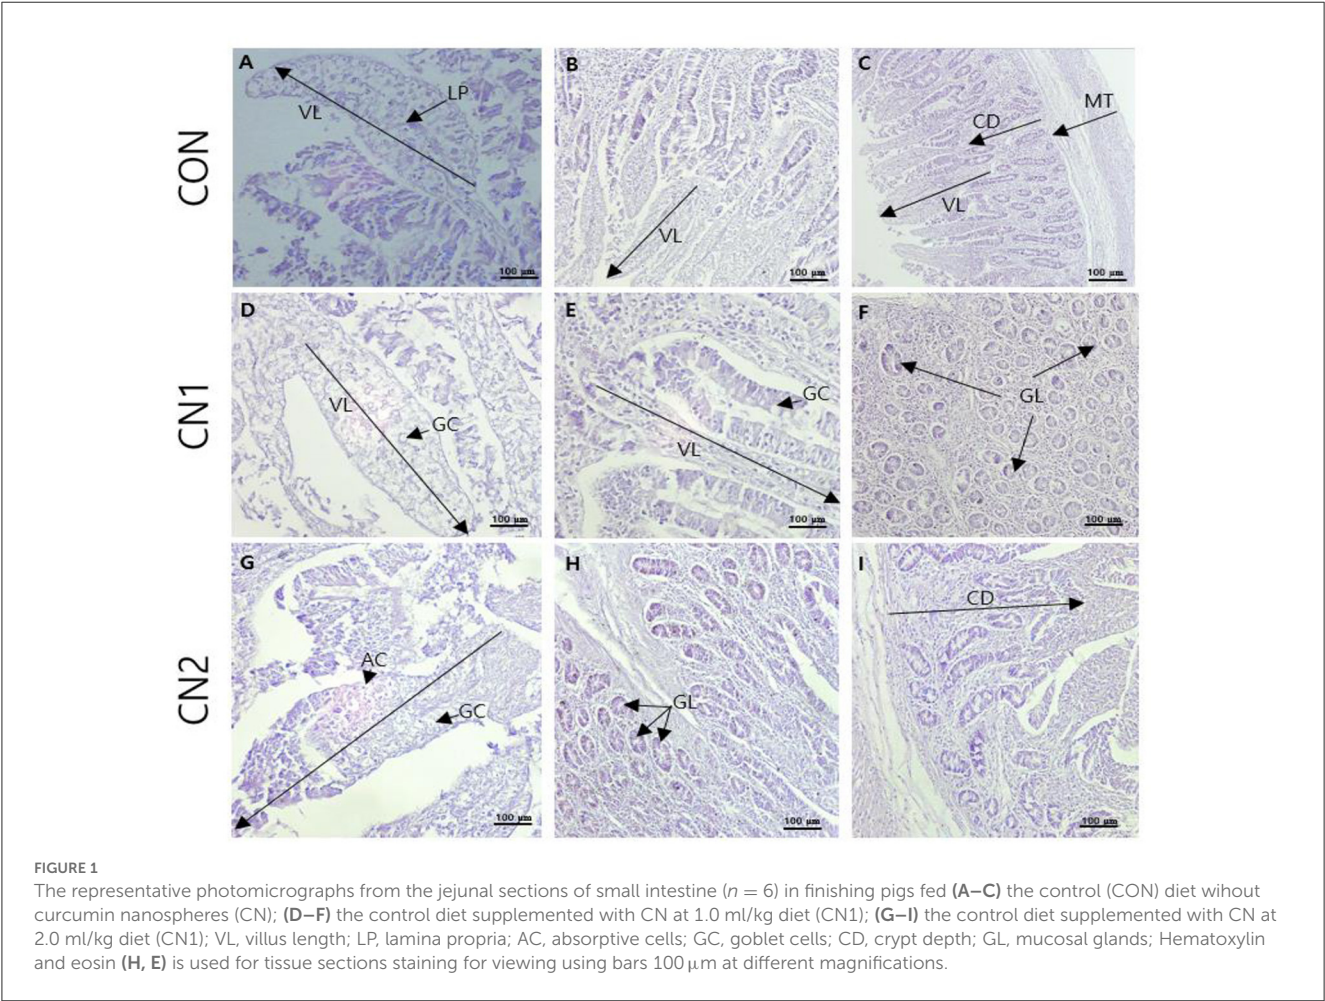 CON
A
VL
LP
100 µm
B
VL
100 µm
C
CD
MT
VL
100 µm
CN1
D
VL
GC
100 µm
E
GC
VL
100 µm
F
GL
100 µm
CN2
G
AC
GC
100 µm
H
GL
100 µm
I
CD
100 µm
FIGURE 1
The representative photomicrographs from the jejunal sections of small intestine (n = 6) in finishing pigs fed (A–C) the control (CON) diet wihout
curcumin nanospheres (CN); (D–F) the control diet supplemented with CN at 1.0 ml/kg diet (CN1); (G–I) the control diet supplemented with CN at
2.0 ml/kg diet (CN1); VL, villus length; LP, lamina propria; AC, absorptive cells; GC, goblet cells; CD, crypt depth; GL, mucosal glands; Hematoxylin
and eosin (H, E) is used for tissue sections staining for viewing using bars 100 µm at different magnifications.